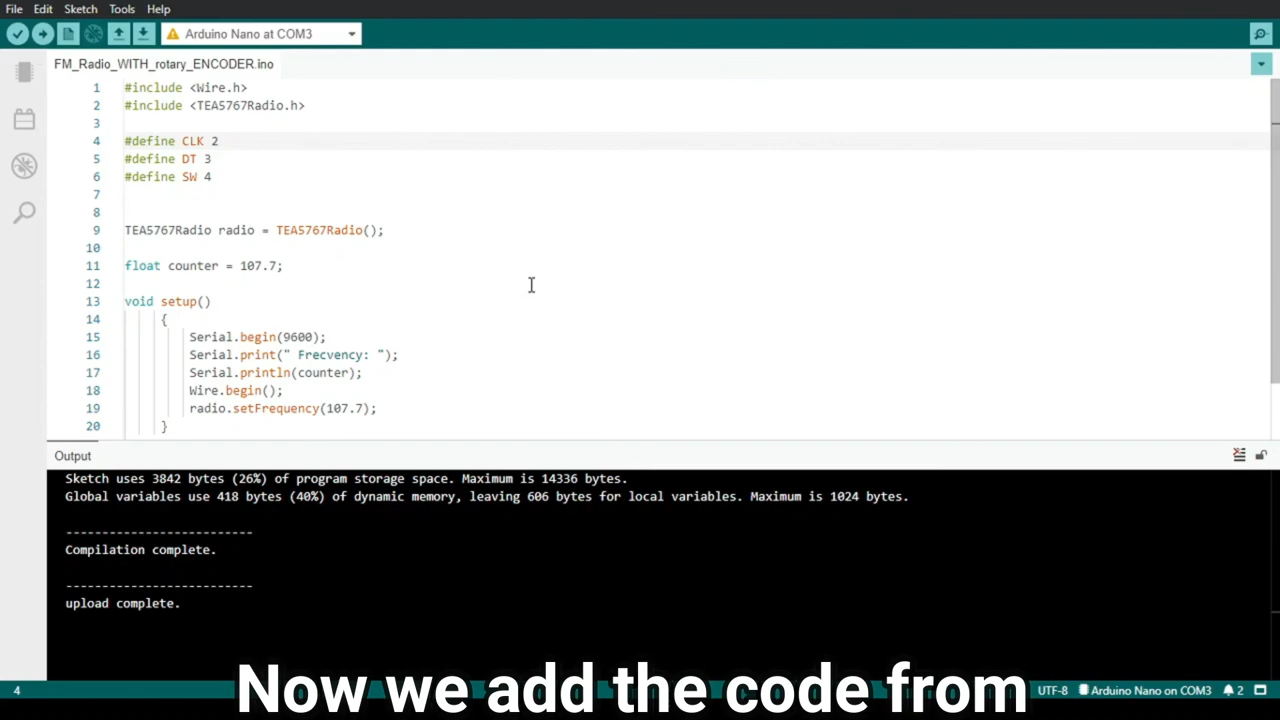 File Edit Sketch Tools Help
Arduino Nano at COM3
FM_Radio_WITH_rotary_ENCODER.ino
1 #include <Wire.h>
2 #include <TEA5767Radio.h>
3
4 #define CLK 2
5 #define DT 3
6 #define SW 4
7
8
9 TEA5767Radio radio = TEA5767Radio();
10
11 float counter = 107.7;
12
13 void setup()
14 {
15 Serial.begin(9600);
16 Serial.print(" Frecvency: ");
17 Serial.println(counter);
18 Wire.begin();
19 radio.setFrequency(107.7);
20 }
Output
Sketch uses 3842 bytes (26%) of program storage space. Maximum is 14336 bytes.
Global variables use 418 bytes (40%) of dynamic memory, leaving 606 bytes for local variables. Maximum is 1024 bytes.
--------------------------
Compilation complete.
--------------------------
upload complete.
Now we add the code from
4 UTF-8 Arduino Nano on COM3 2